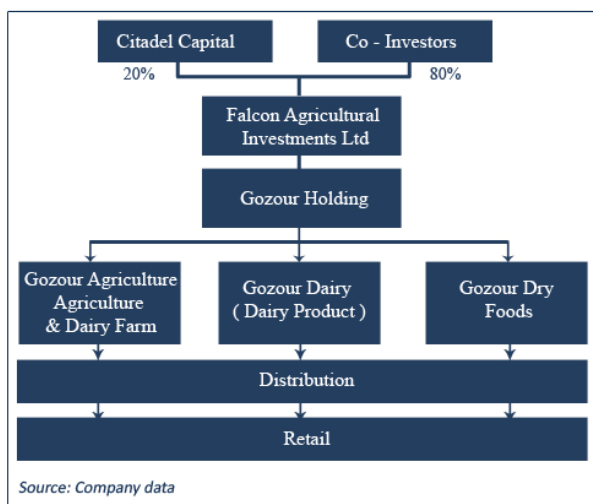 Citadel Capital
Co - Investors
20%
80%
Falcon Agricultural
Investments Ltd
Gozour Holding
Gozour Agriculture
Agriculture
& Dairy Farm
Gozour Dairy
( Dairy Product )
Gozour Dry
Foods
Distribution
Retail
Source: Company data